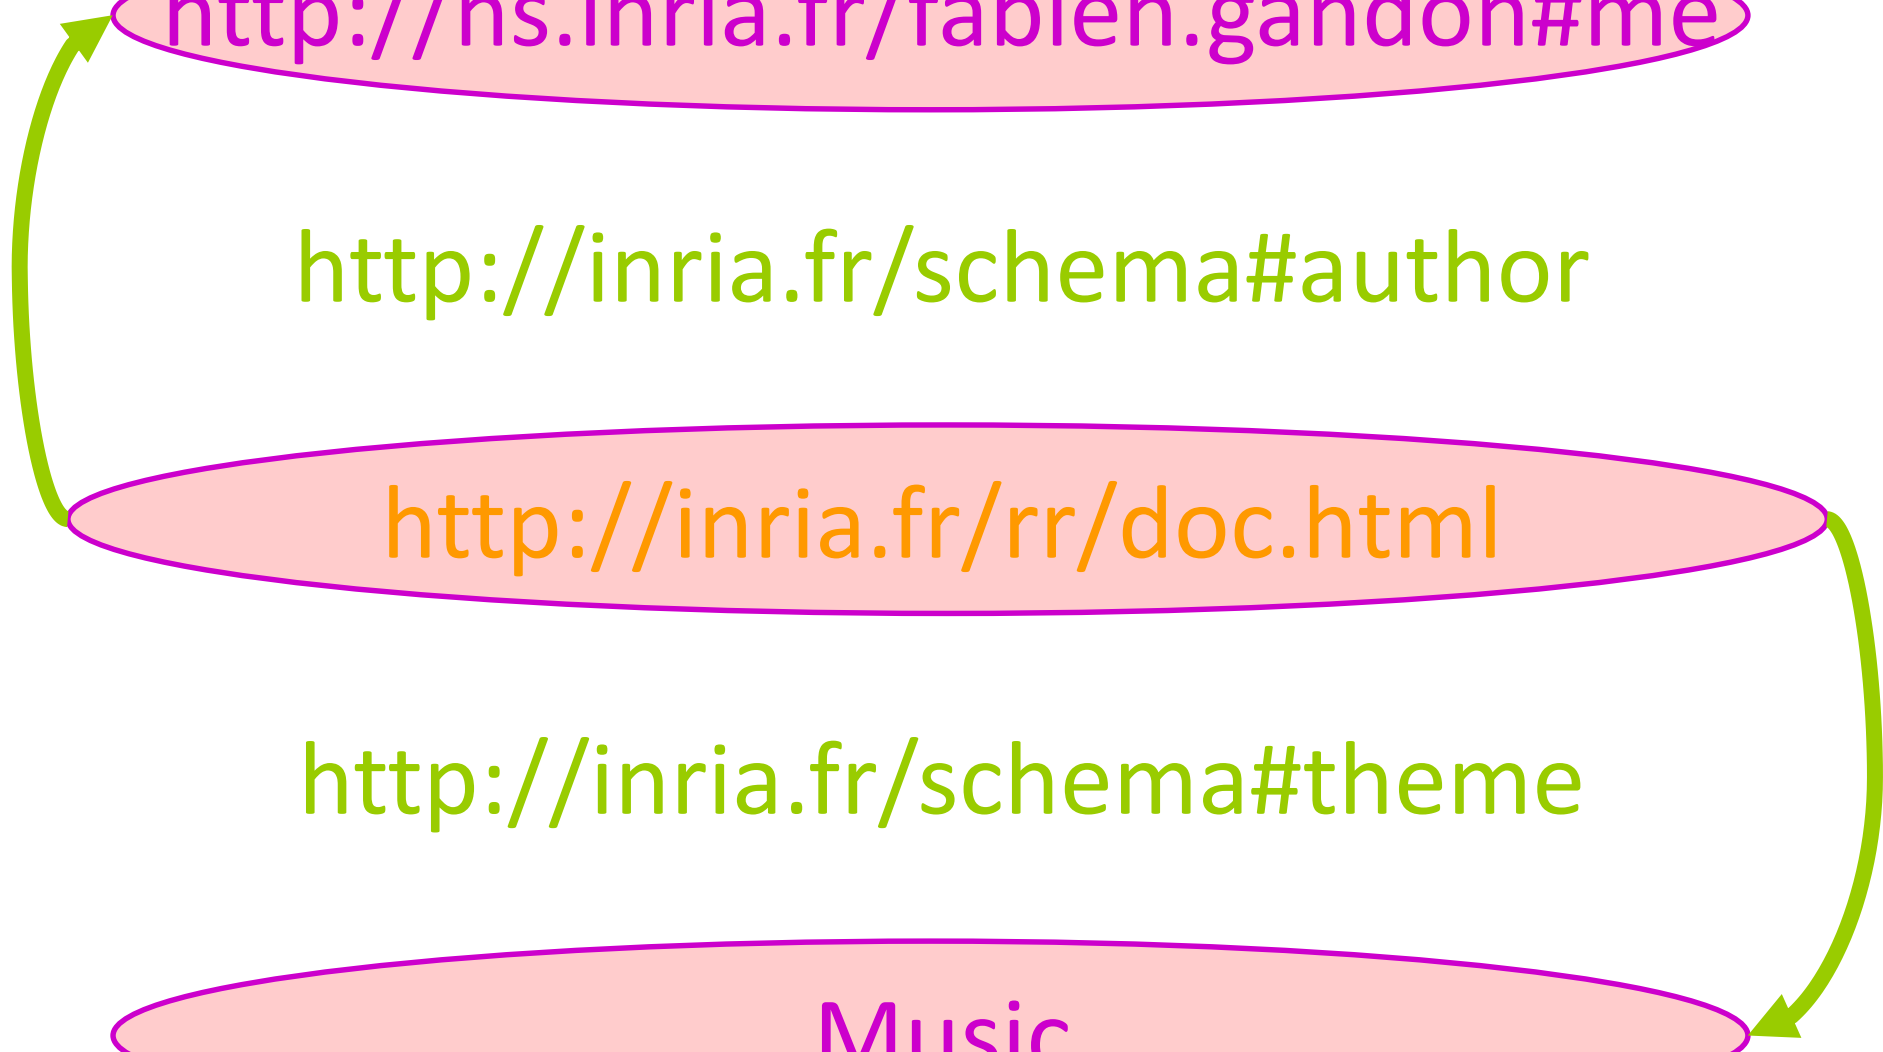 http://ns.inria.fr/fabien.gandon#me
http://inria.fr/schema#author
http://inria.fr/rr/doc.html
http://inria.fr/schema#theme
Music